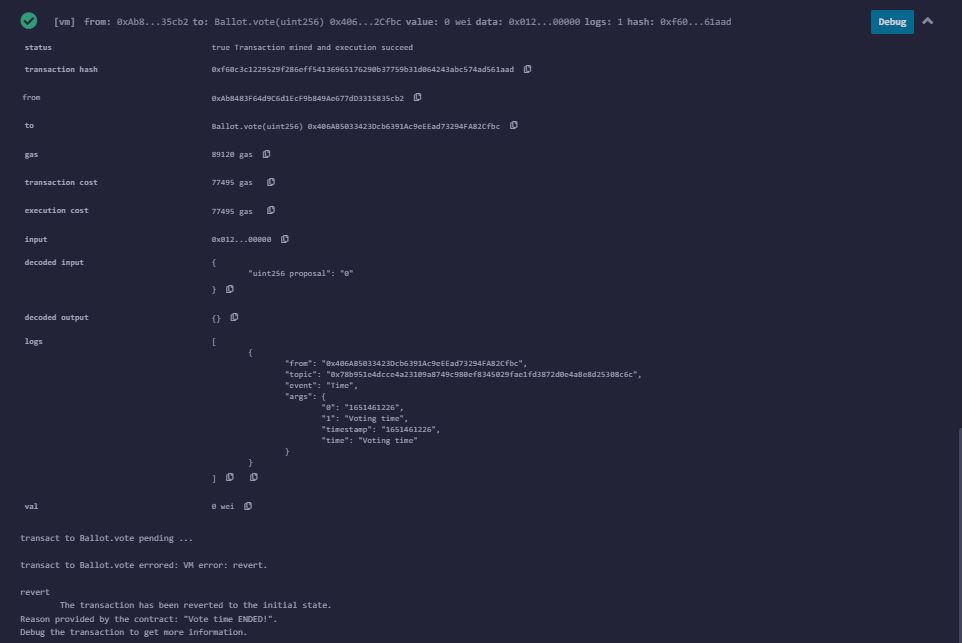 [vm] from: 0xAb8...35cb2 to: Ballot.vote(uint256) 0x406...2Cfbc value: 0 wei data: 0x012...00000 logs: 1 hash: 0xf60...61aad Debug
status true Transaction mined and execution succeed
transaction hash 0xf60c3c1229529f286eff54136965176290b37759b31d064243abc574ad561aad
from 0xAb8483F64d9C6d1EcF9b849Ae677dD3315835cb2
to Ballot.vote(uint256) 0x406AB5033423Dcb6391Ac9eEEad73294FA82Cfbc
gas 89120 gas
transaction cost 77495 gas
execution cost 77495 gas
input 0x012...00000
decoded input {
"uint256 proposal": "0"
}
decoded output {}
logs [
{
"from": "0x406AB5033423Dcb6391Ac9eEEad73294FA82Cfbc",
"topic": "0x78b951e4dcce4a23109a8749c980ef8345029fae1fd3872d0e4a8e8d25308c6c",
"event": "Time",
"args": {
"0": "1651461226",
"1": "Voting time",
"timestamp": "1651461226",
"time": "Voting time"
}
}
]
val 0 wei
transact to Ballot.vote pending ...
transact to Ballot.vote errored: VM error: revert.
revert
The transaction has been reverted to the initial state.
Reason provided by the contract: "Vote time ENDED!".
Debug the transaction to get more information.